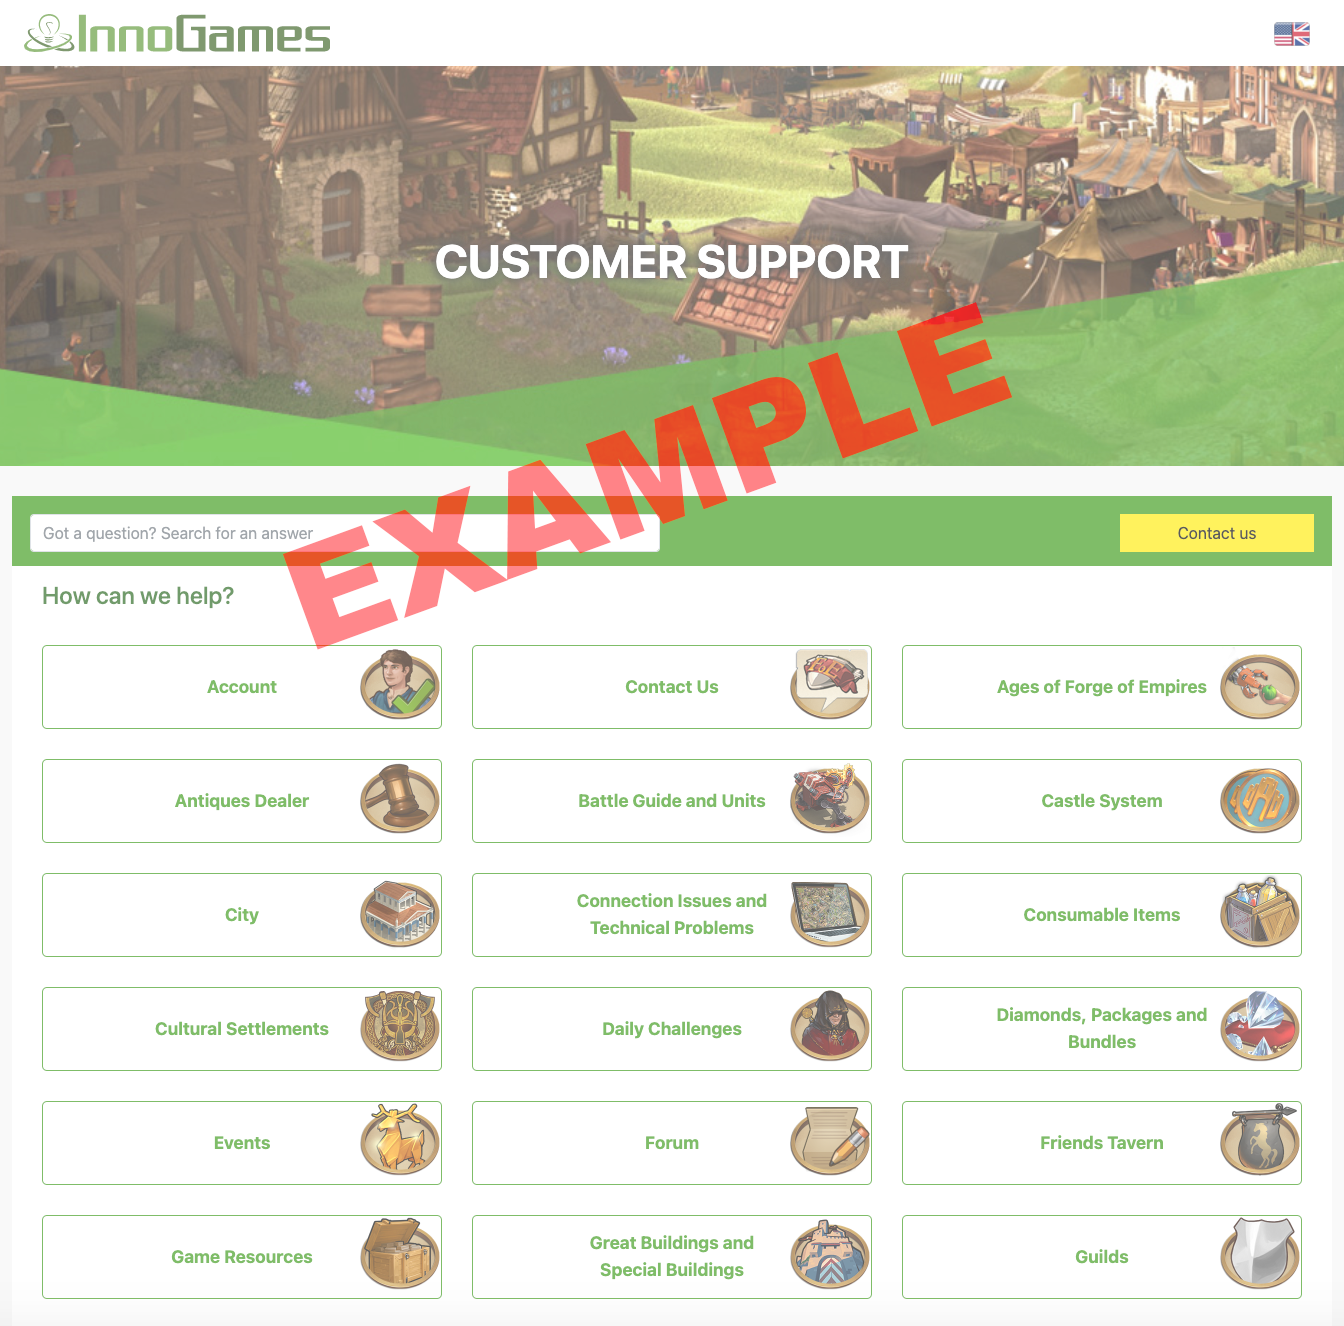 InnoGames
CUSTOMER SUPPORT
EXAMPLE
Got a question? Search for an answer
Contact us
How can we help?
Account
Contact Us
Ages of Forge of Empires
Antiques Dealer
Battle Guide and Units
Castle System
City
Connection Issues and
Technical Problems
Consumable Items
Cultural Settlements
Daily Challenges
Diamonds, Packages and
Bundles
Events
Forum
Friends Tavern
Game Resources
Great Buildings and
Special Buildings
Guilds